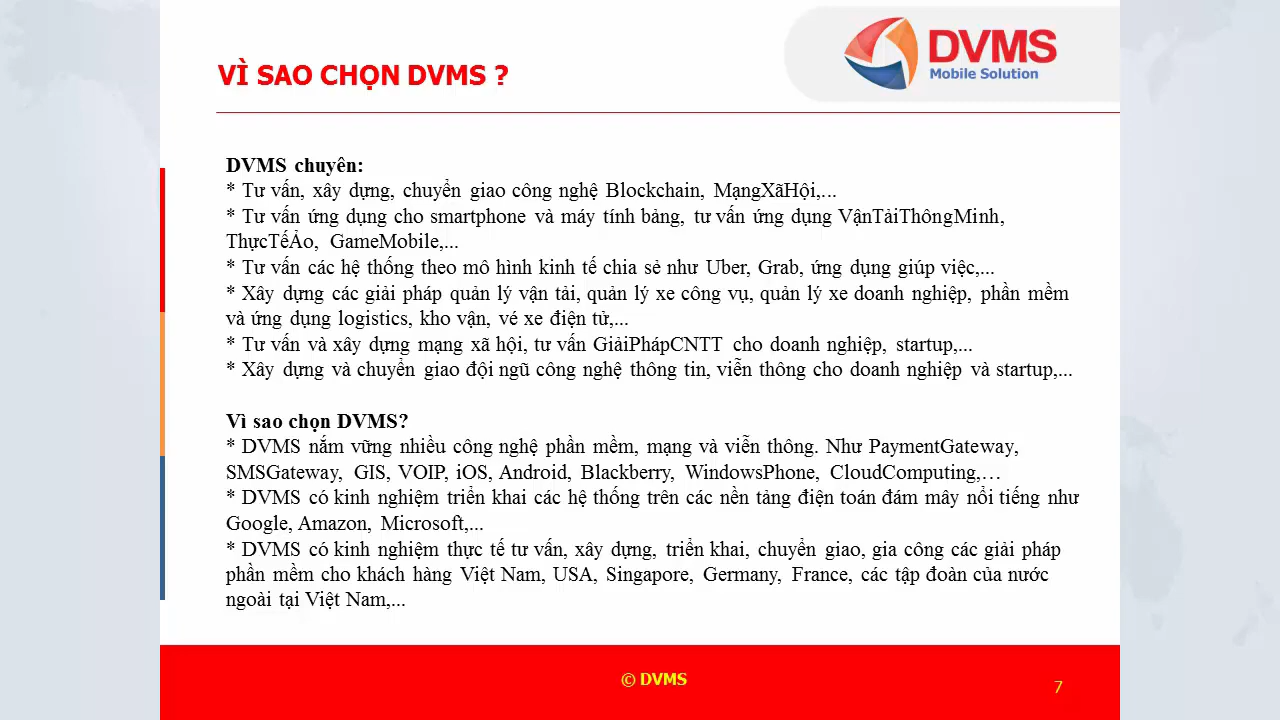 DVMS
Mobile Solution
VÌ SAO CHỌN DVMS ?
DVMS chuyên:
* Tư vấn, xây dựng, chuyển giao công nghệ Blockchain, MạngXãHội,...
* Tư vấn ứng dụng cho smartphone và máy tính bảng, tư vấn ứng dụng VậnTảiThôngMinh,
ThựcTếẢo, GameMobile,...
* Tư vấn các hệ thống theo mô hình kinh tế chia sẻ như Uber, Grab, ứng dụng giúp việc,...
* Xây dựng các giải pháp quản lý vận tải, quản lý xe công vụ, quản lý xe doanh nghiệp, phần mềm
và ứng dụng logistics, kho vận, vé xe điện tử,...
* Tư vấn và xây dựng mạng xã hội, tư vấn GiảiPhápCNTT cho doanh nghiệp, startup,...
* Xây dựng và chuyển giao đội ngũ công nghệ thông tin, viễn thông cho doanh nghiệp và startup,...
Vì sao chọn DVMS?
* DVMS nắm vững nhiều công nghệ phần mềm, mạng và viễn thông. Như PaymentGateway,
SMSGateway, GIS, VOIP, iOS, Android, Blackberry, WindowsPhone, CloudComputing,…
* DVMS có kinh nghiệm triển khai các hệ thống trên các nền tảng điện toán đám mây nổi tiếng như
Google, Amazon, Microsoft,...
* DVMS có kinh nghiệm thực tế tư vấn, xây dựng, triển khai, chuyển giao, gia công các giải pháp
phần mềm cho khách hàng Việt Nam, USA, Singapore, Germany, France, các tập đoàn của nước
ngoài tại Việt Nam,...
© DVMS
7